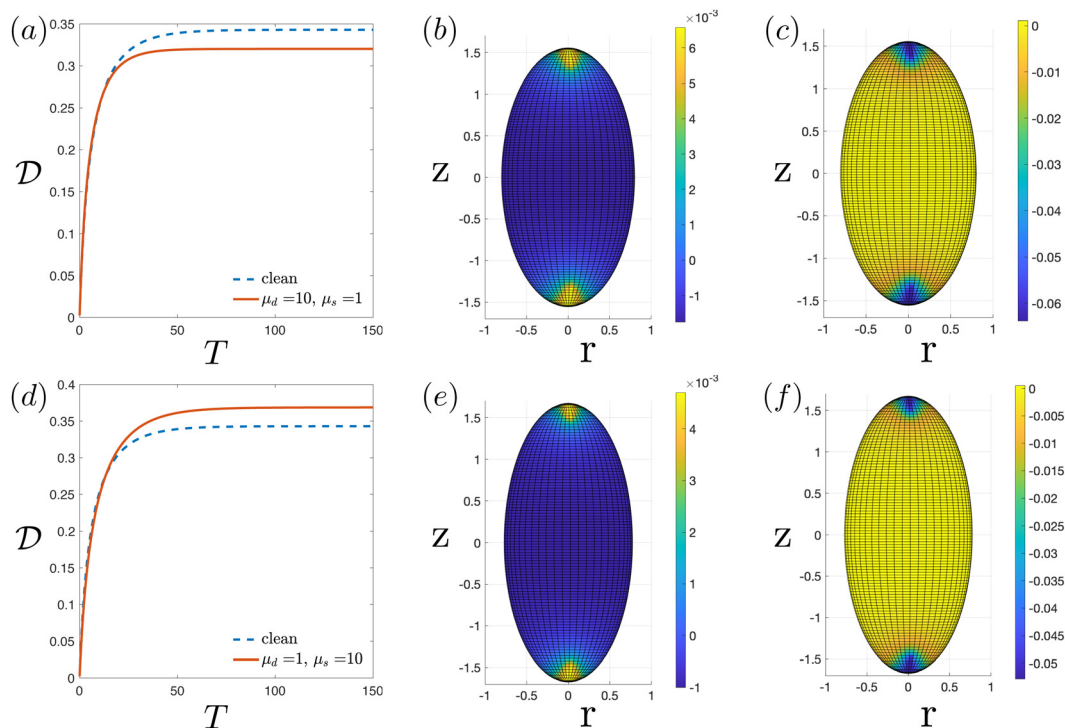 (a)
0.35
0.3
0.25
0.2
0.15
0.1
0.05
0
𝒟
clean
μ_d =10, μ_s =1
0 50 100 150
T
(b)
×10⁻³
1.5
1
0.5
0
-0.5
-1
-1.5
z
-1 -0.5 0 0.5 1
r
6
5
4
3
2
1
0
-1
(c)
1.5
1
0.5
0
-0.5
-1
-1.5
z
-1 -0.5 0 0.5 1
r
0
-0.01
-0.02
-0.03
-0.04
-0.05
-0.06
(d)
0.4
0.35
0.3
0.25
0.2
0.15
0.1
0.05
0
𝒟
clean
μ_d =1, μ_s =10
0 50 100 150
T
(e)
×10⁻³
1.5
1
0.5
0
-0.5
-1
-1.5
z
-1 -0.5 0 0.5 1
r
4
3
2
1
0
-1
(f)
1.5
1
0.5
0
-0.5
-1
-1.5
z
-1 -0.5 0 0.5 1
r
0
-0.005
-0.01
-0.015
-0.02
-0.025
-0.03
-0.035
-0.04
-0.045
-0.05